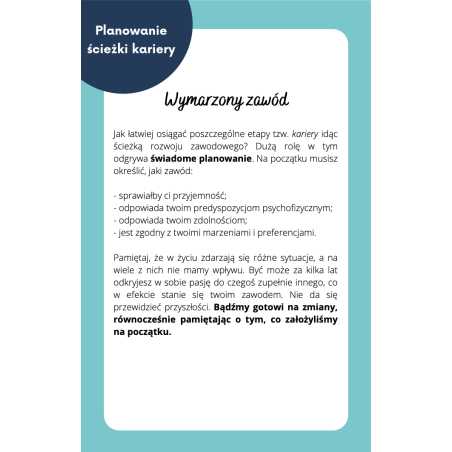 Planowanie
ścieżki kariery
Wymarzony zawód
Jak łatwiej osiągać poszczególne etapy tzw. kariery idąc
ścieżką rozwoju zawodowego? Dużą rolę w tym
odgrywa świadome planowanie. Na początku musisz
określić, jaki zawód:
- sprawiałby ci przyjemność;
- odpowiada twoim predyspozycjom psychofizycznym;
- odpowiada twoim zdolnościom;
- jest zgodny z twoimi marzeniami i preferencjami.
Pamiętaj, że w życiu zdarzają się różne sytuacje, a na
wiele z nich nie mamy wpływu. Być może za kilka lat
odkryjesz w sobie pasję do czegoś zupełnie innego, co
w efekcie stanie się twoim zawodem. Nie da się
przewidzieć przyszłości. Bądźmy gotowi na zmiany,
równocześnie pamiętając o tym, co założyliśmy
na początku.